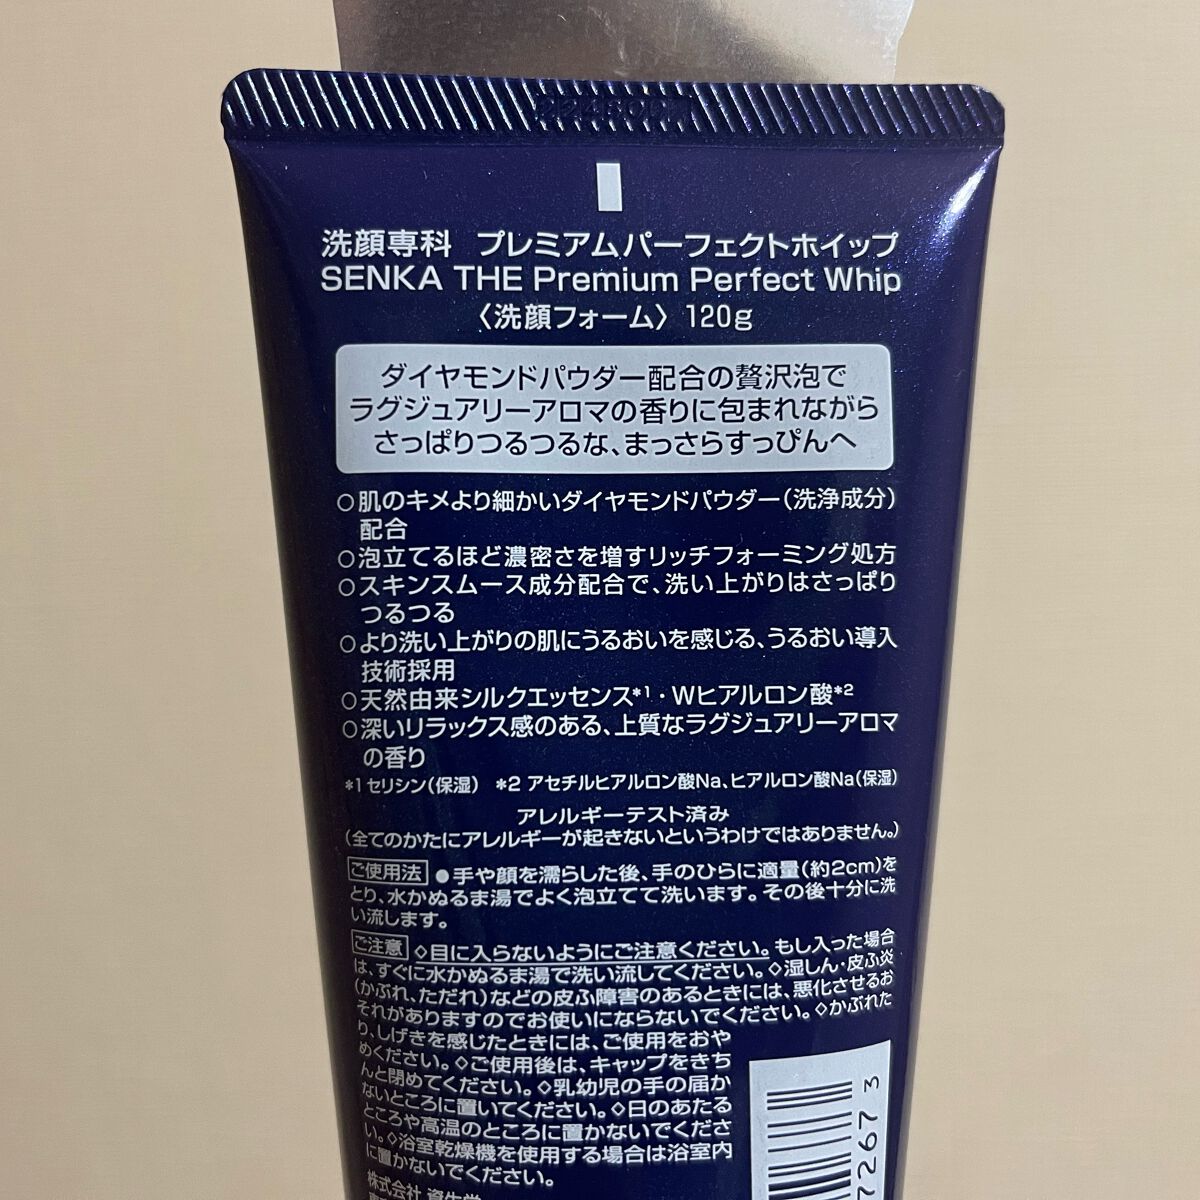 洗顔専科 プレミアムパーフェクトホイップ
SENKA THE Premium Perfect Whip
〈洗顔フォーム〉 120g
ダイヤモンドパウダー配合の贅沢泡で
ラグジュアリーアロマの香りに包まれながら
さっぱりつるつるな、まっさらすっぴんへ
○肌のキメより細かいダイヤモンドパウダー(洗浄成分)
配合
○泡立てるほど濃密さを増すリッチフォーミング処方
○スキンスムース成分配合で、洗い上がりはさっぱり
つるつる
○より洗い上がりの肌にうるおいを感じる、うるおい導入
技術採用
○天然由来シルクエッセンス*1・Wヒアルロン酸*2
○深いリラックス感のある、上質なラグジュアリーアロマ
の香り
*1 セリシン(保湿) *2 アセチルヒアルロン酸Na、ヒアルロン酸Na(保湿)
アレルギーテスト済み
(全てのかたにアレルギーが起きないというわけではありません。)
ご使用法 ●手や顔を濡らした後、手のひらに適量(約2cm)を
とり、水かぬるま湯でよく泡立てて洗います。その後十分に洗
い流します。
ご注意 ◇目に入らないようにご注意ください。もし入った場合
は、すぐに水かぬるま湯で洗い流してください。◇湿しん・皮ふ炎
(かぶれ、ただれ)などの皮ふ障害のあるときには、悪化させるお
それがありますのでお使いにならないでください。◇かぶれた
り、しげきを感じたときには、ご使用をおや
めください。◇ご使用後は、キャップをきち
んと閉めてください。◇乳幼児の手の届か
ないところに置いてください。◇日のあたる
ところや高温のところに置かないでくださ
い。◇浴室乾燥機を使用する場合は浴室内
に置かないでください。
株式会社 資生堂
7267 3